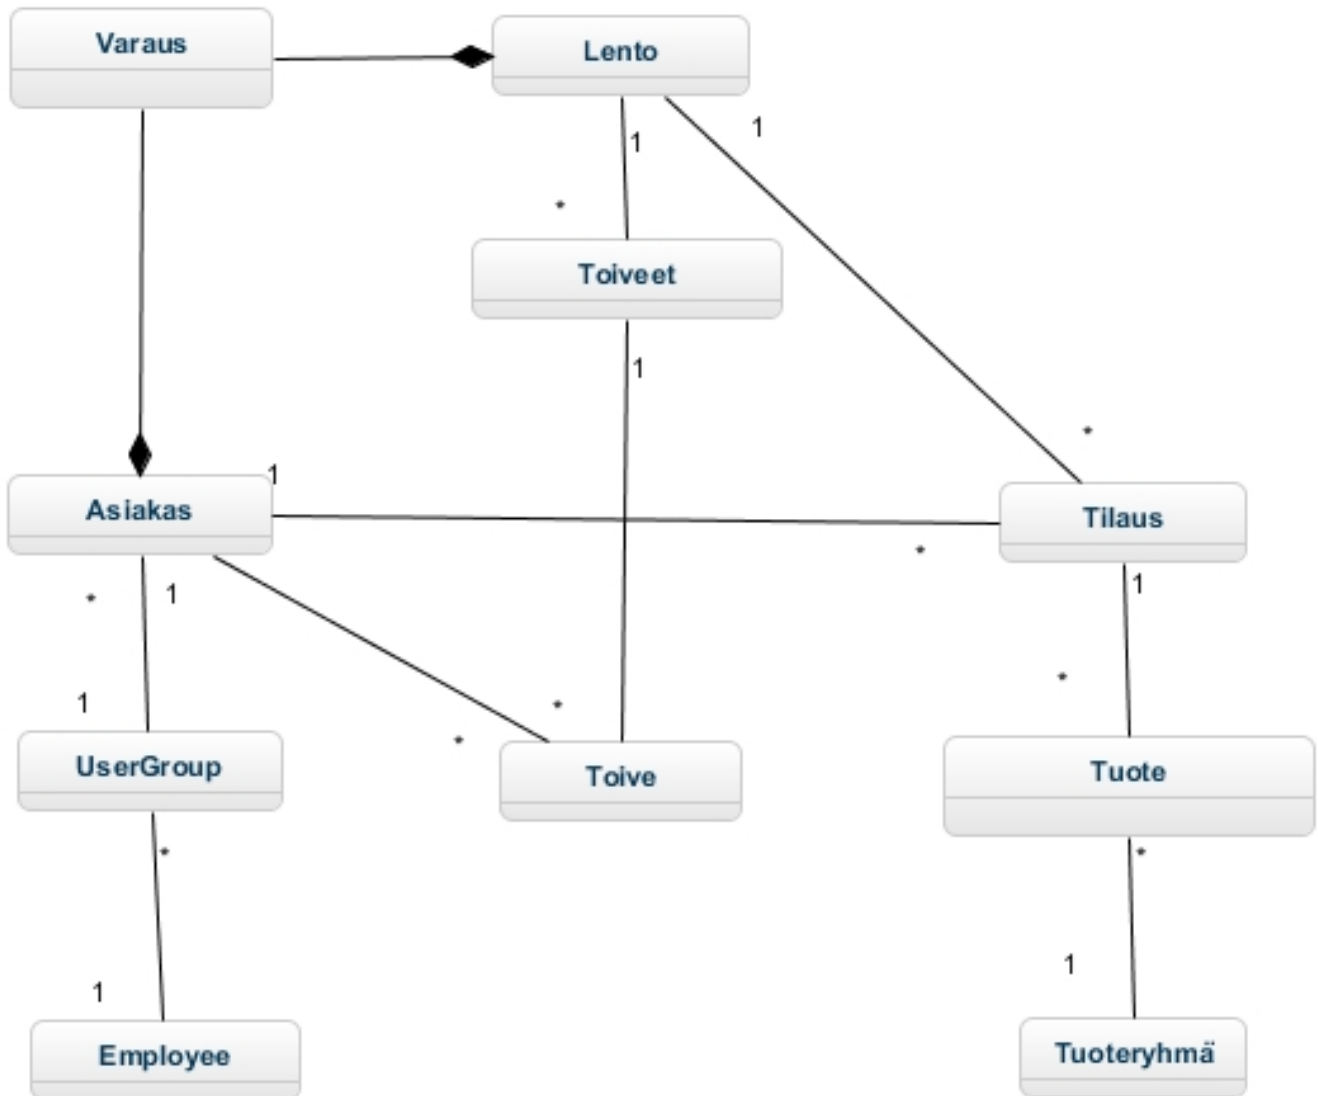 Varaus
Lento
1
1
*
Toiveet
1
*
1
Asiakas
Tilaus
*
*
1
1
*
1
*
*
UserGroup
Toive
Tuote
*
*
1
1
Employee
Tuoteryhmä